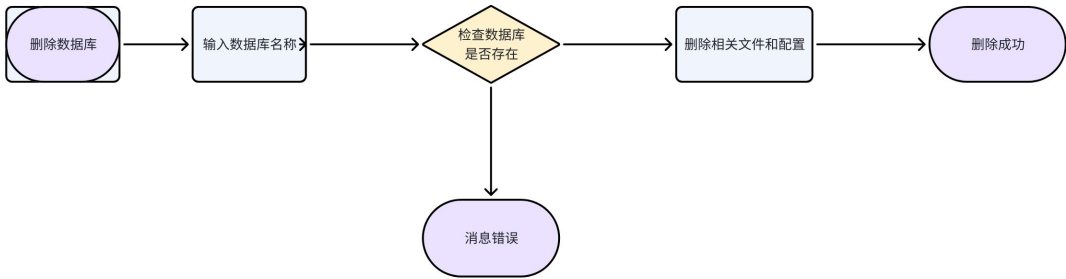 删除数据库
输入数据库名称
检查数据库
是否存在
删除相关文件和配置
删除成功
消息错误